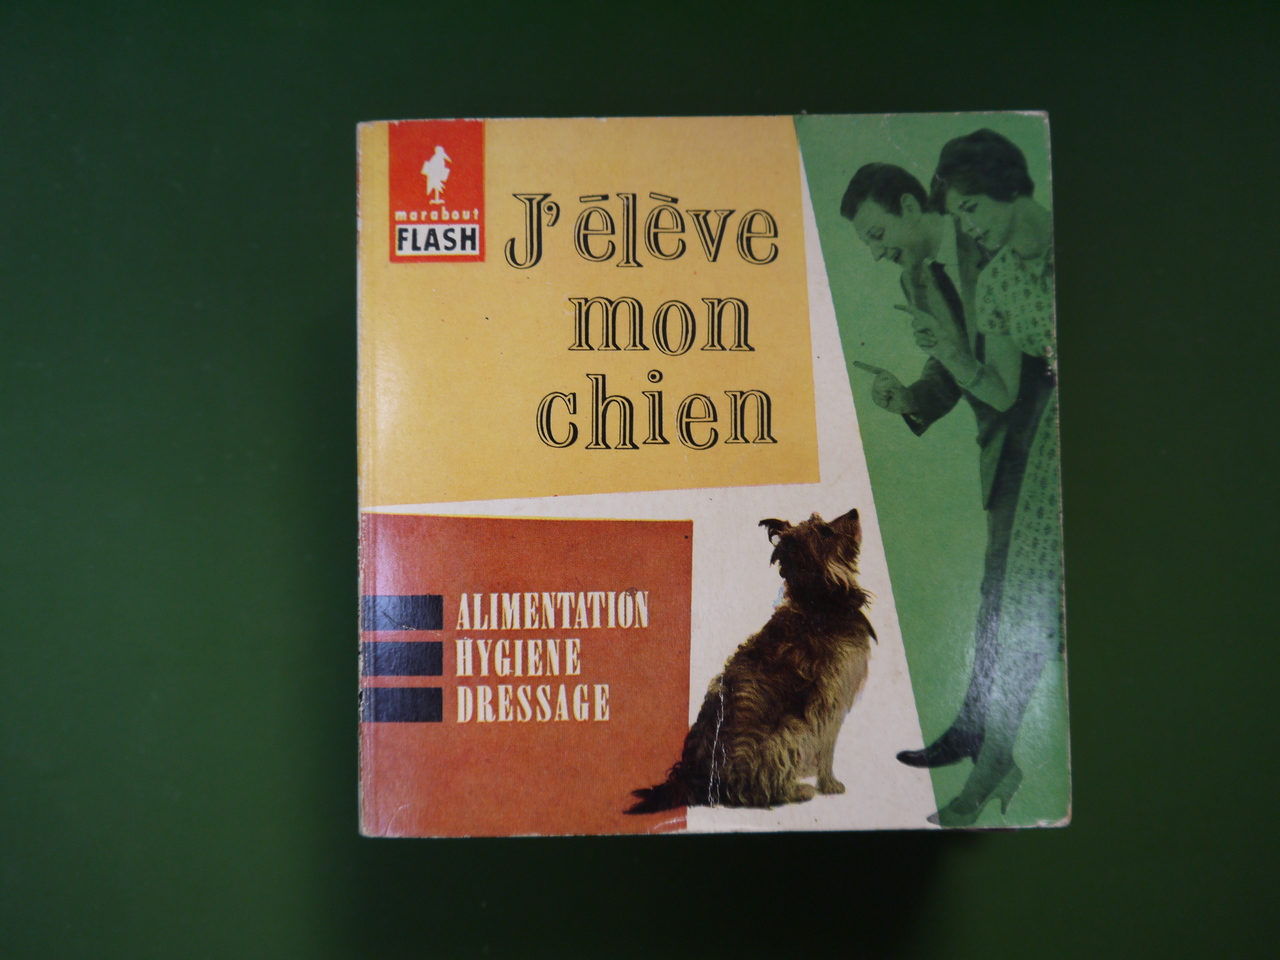 marabout
FLASH
J'élève
mon
chien
ALIMENTATION
HYGIENE
DRESSAGE